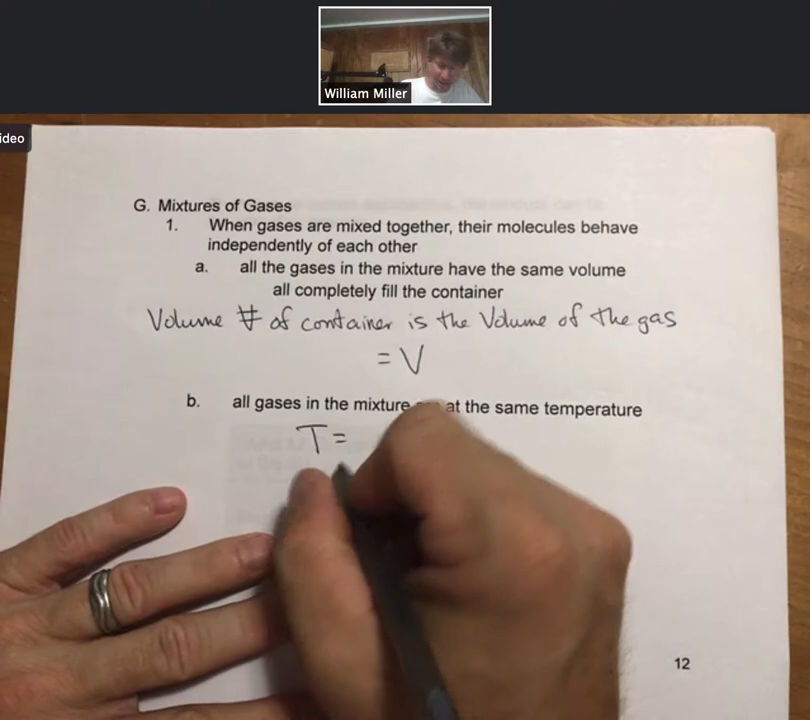 William Miller
ideo
G. Mixtures of Gases
1. When gases are mixed together, their molecules behave
independently of each other
a. all the gases in the mixture have the same volume
all completely fill the container
Volume # of container is the Volume of the gas
= V
b. all gases in the mixture at the same temperature
T =
12